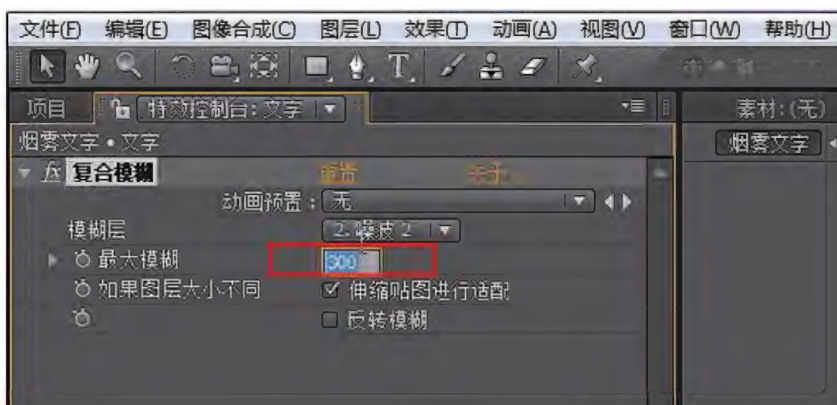 文件(F) 编辑(E) 图像合成(C) 图层(L) 效果(T) 动画(A) 视图(V) 窗口(W) 帮助(H)
项目 特效控制台:文字 素材:(无)
烟雾文字•文字 烟雾文字
fx 复合模糊 重置 关于...
动画预置: 无
模糊层 2.噪波 2
最大模糊 300
如果图层大小不同 伸缩贴图进行适配
反转模糊